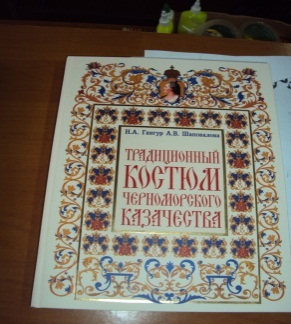 Н.А. Гангур А.В. Шаповалова
ТРАДИЦИОННЫЙ
КОСТЮМ
ЧЕРНОМОРСКОГО
КАЗАЧЕСТВА